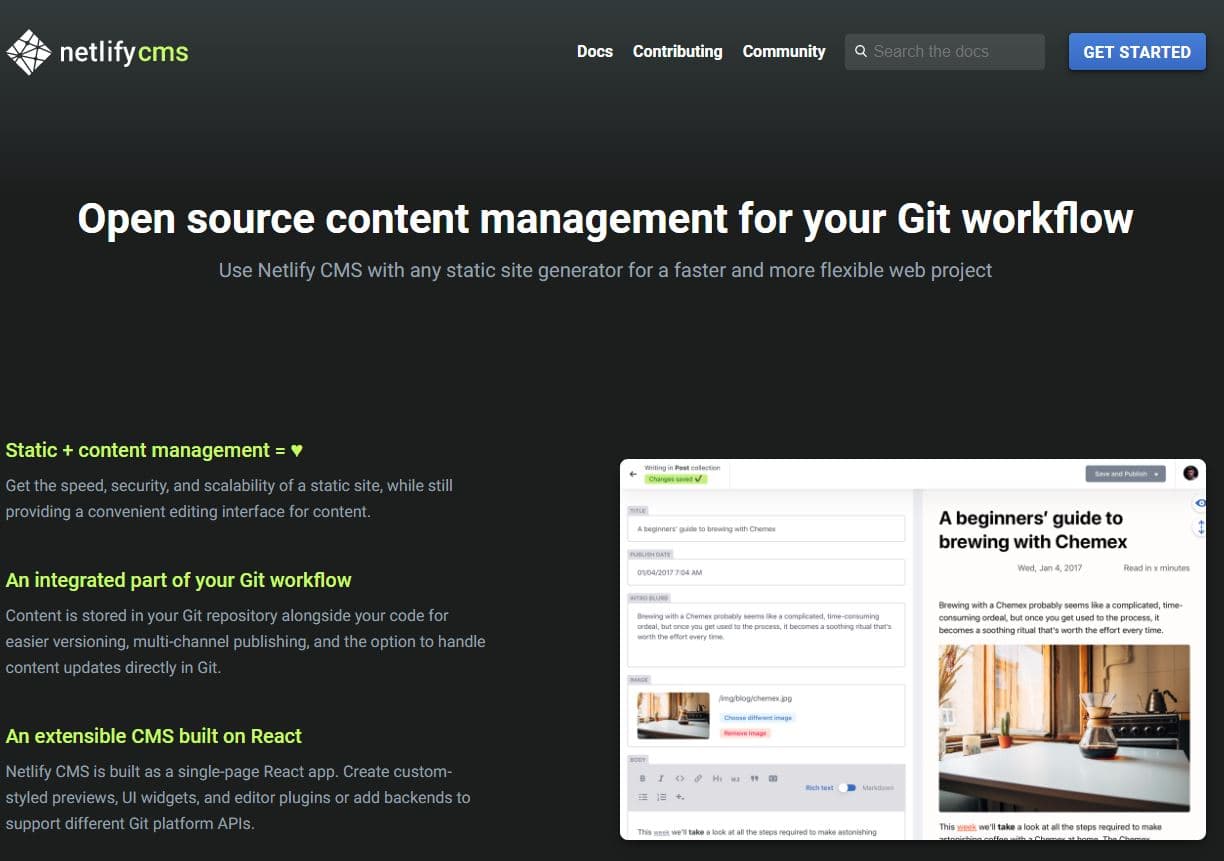 netlifycms
Docs Contributing Community
Search the docs
GET STARTED
Open source content management for your Git workflow
Use Netlify CMS with any static site generator for a faster and more flexible web project
Static + content management = ♥
Get the speed, security, and scalability of a static site, while still
providing a convenient editing interface for content.
An integrated part of your Git workflow
Content is stored in your Git repository alongside your code for
easier versioning, multi-channel publishing, and the option to handle
content updates directly in Git.
An extensible CMS built on React
Netlify CMS is built as a single-page React app. Create custom-
styled previews, UI widgets, and editor plugins or add backends to
support different Git platform APIs.
Writing in Post collection
Changes saved ✓
Save and Publish
TITLE
A beginners' guide to brewing with Chemex
PUBLISH DATE
01/04/2017 7:04 AM
INTRO BLURB
Brewing with a Chemex probably seems like a complicated, time-consuming
ordeal, but once you get used to the process, it becomes a soothing ritual that's
worth the effort every time.
IMAGE
/img/blog/chemex.jpg
Choose different image
Remove image
BODY
B I <> H1 H2
Rich text Markdown
This week we'll take a look at all the steps required to make astonishing
A beginners' guide to
brewing with Chemex
Wed, Jan 4, 2017
Read in x minutes
Brewing with a Chemex probably seems like a complicated, time-
consuming ordeal, but once you get used to the process, it
becomes a soothing ritual that's worth the effort every time.
This week we'll take a look at all the steps required to make
astonishing coffee with a Chemex at home. The Chemex